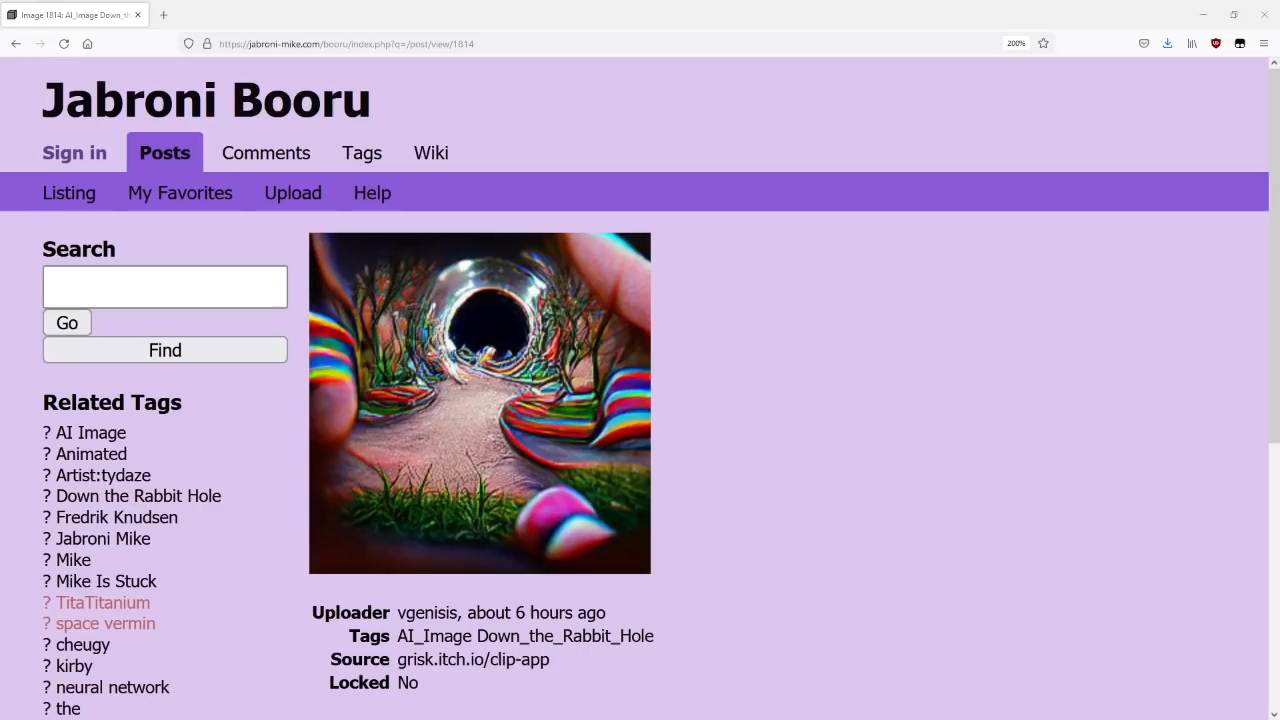 Image 1814: AI_Image Down_th
https://jabroni-mike.com/booru/index.php?q=/post/view/1814
200%
Jabroni Booru
Sign in Posts Comments Tags Wiki
Listing My Favorites Upload Help
Search
Go
Find
Related Tags
? AI Image
? Animated
? Artist:tydaze
? Down the Rabbit Hole
? Fredrik Knudsen
? Jabroni Mike
? Mike
? Mike Is Stuck
? TitaTitanium
? space vermin
? cheugy
? kirby
? neural network
? the
Uploader vgenisis, about 6 hours ago
Tags AI_Image Down_the_Rabbit_Hole
Source grisk.itch.io/clip-app
Locked No